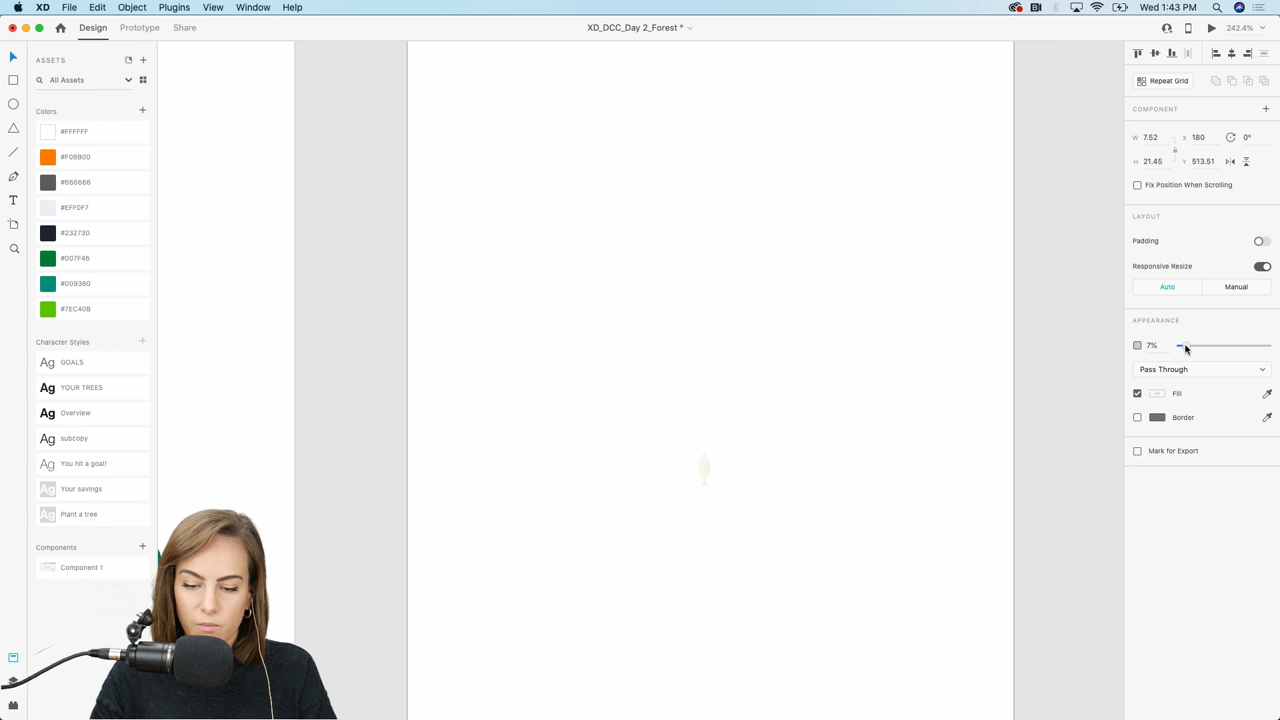 XD File Edit Object Plugins View Window Help
Wed 1:43 PM
Design Prototype Share
XD_DCC_Day 2_Forest *
242.4%
ASSETS
All Assets
Colors
#FFFFFF
#F08B00
#666666
#EFF0F7
#232730
#007F46
#009380
#7EC40B
Character Styles
Ag GOALS
Ag YOUR TREES
Ag Overview
Ag subcopy
Ag You hit a goal!
Ag Your savings
Ag Plant a tree
Components
Component 1
Repeat Grid
COMPONENT
W 7.52 X 180 0°
H 21.45 Y 513.51
Fix Position When Scrolling
LAYOUT
Padding
Responsive Resize
Auto Manual
APPEARANCE
7%
Pass Through
Fill
Border
Mark for Export